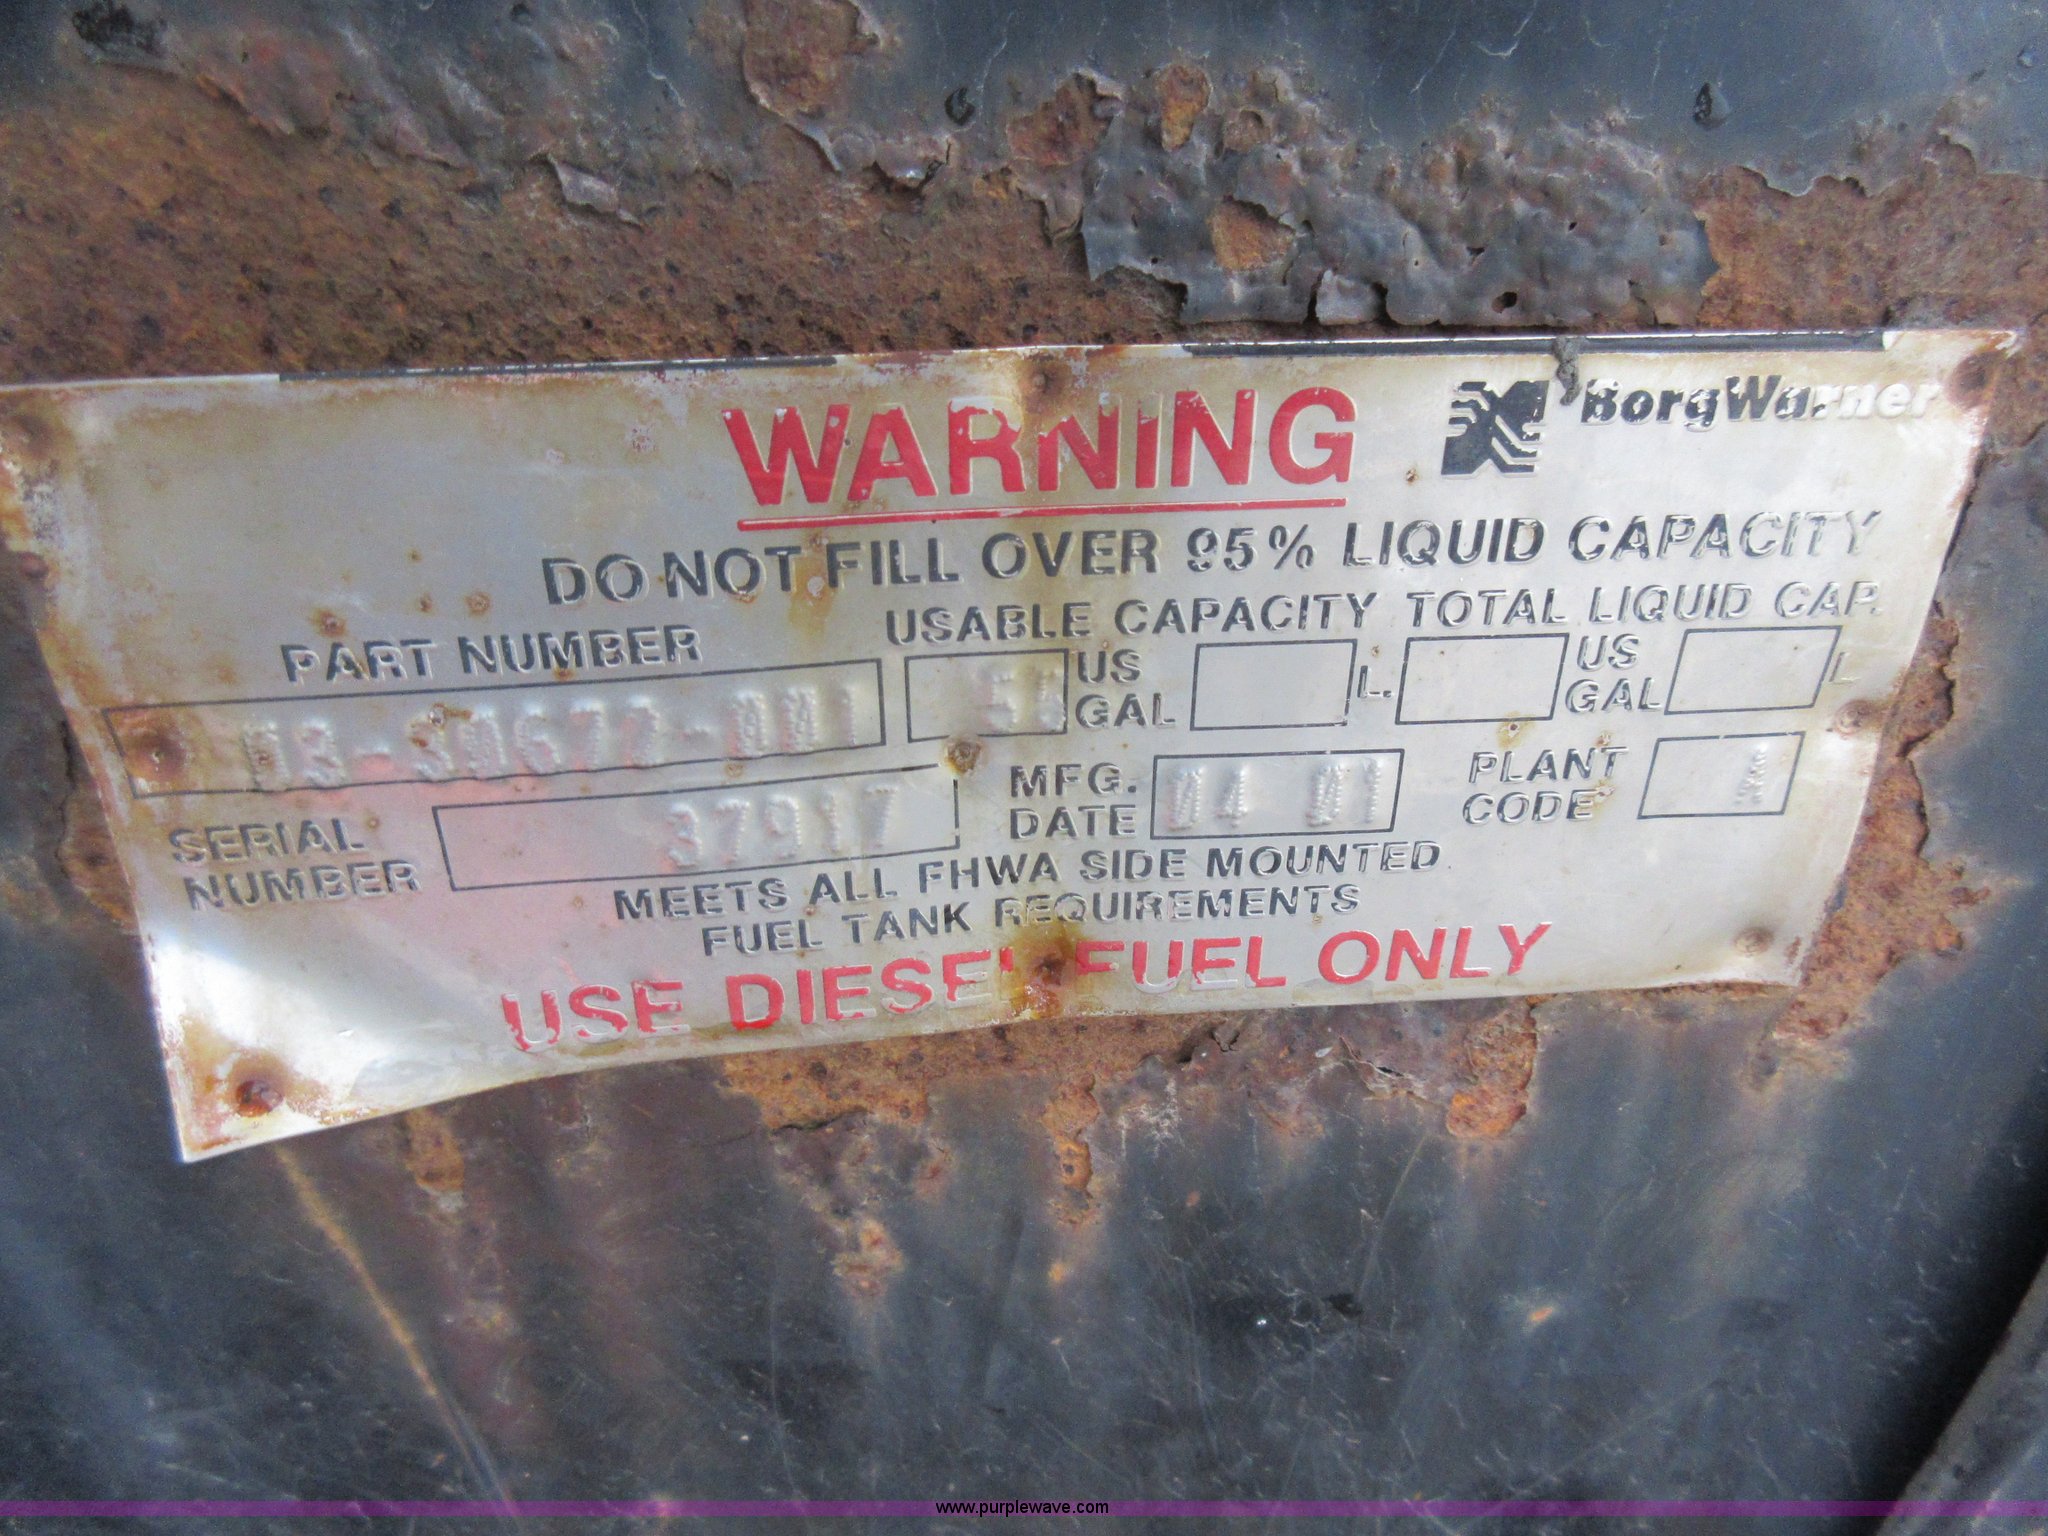 WARNING
BorgWarner
DO NOT FILL OVER 95% LIQUID CAPACITY
PART NUMBER
USABLE CAPACITY TOTAL LIQUID CAP.
US GAL L. US GAL L
SERIAL NUMBER 37917
MFG. DATE 04 01
PLANT CODE
MEETS ALL FHWA SIDE MOUNTED
FUEL TANK REQUIREMENTS
USE DIESEL FUEL ONLY
www.purplewave.com